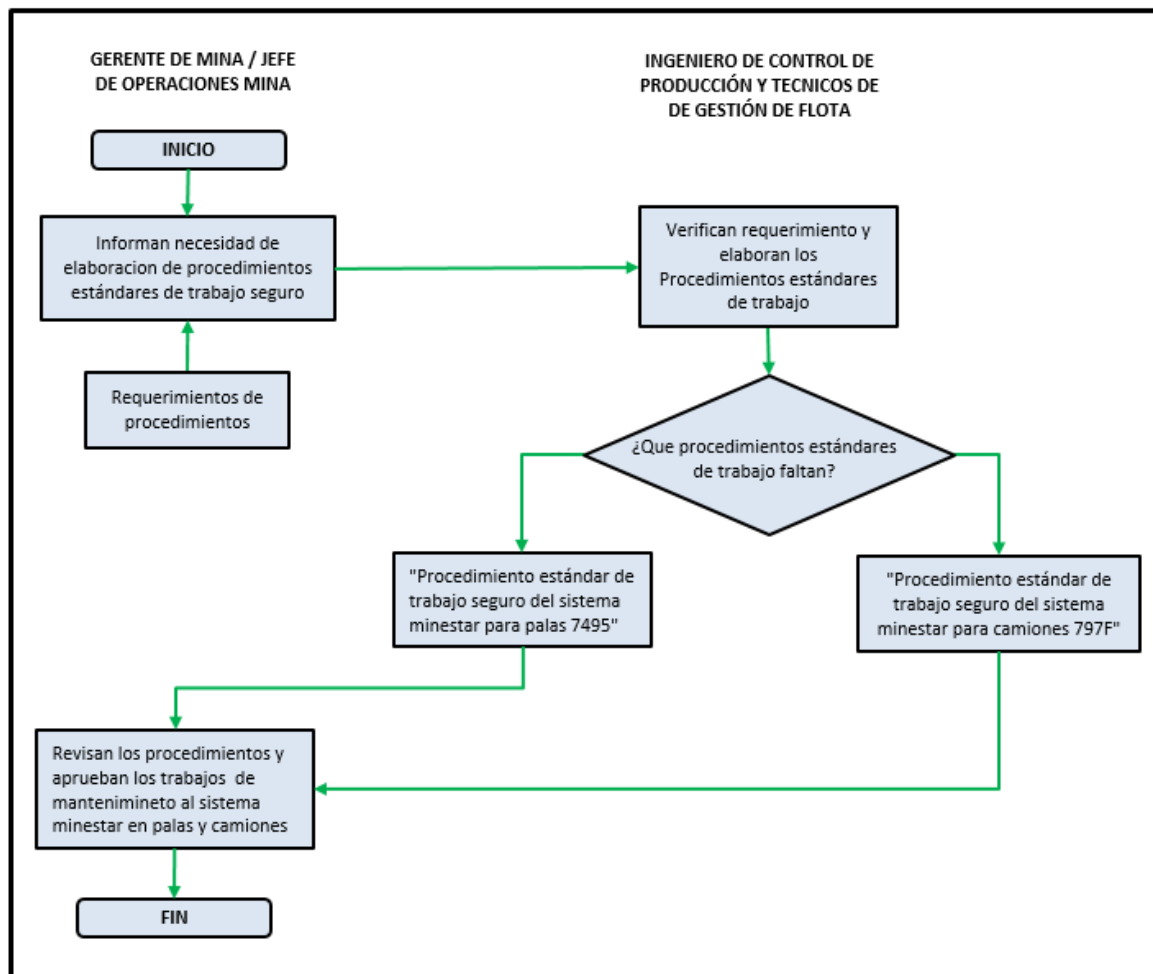 GERENTE DE MINA / JEFE
DE OPERACIONES MINA
INGENIERO DE CONTROL DE
PRODUCCIÓN Y TECNICOS DE
DE GESTIÓN DE FLOTA
INICIO
Informan necesidad de
elaboracion de procedimientos
estándares de trabajo seguro
Verifican requerimiento y
elaboran los
Procedimientos estándares
de trabajo
Requerimientos de
procedimientos
¿Que procedimientos estándares
de trabajo faltan?
"Procedimiento estándar de
trabajo seguro del sistema
minestar para palas 7495"
"Procedimiento estándar de
trabajo seguro del sistema
minestar para camiones 797F"
Revisan los procedimientos y
aprueban los trabajos de
mantenimineto al sistema
minestar en palas y camiones
FIN